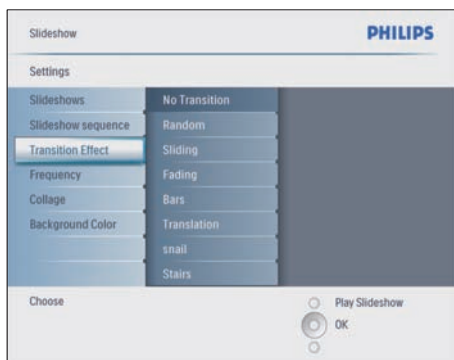 Slideshow
PHILIPS
Settings
Slideshows
Slideshow sequence
Transition Effect
Frequency
Collage
Background Color
No Transition
Random
Sliding
Fading
Bars
Translation
snail
Stairs
Choose
Play Slideshow
OK